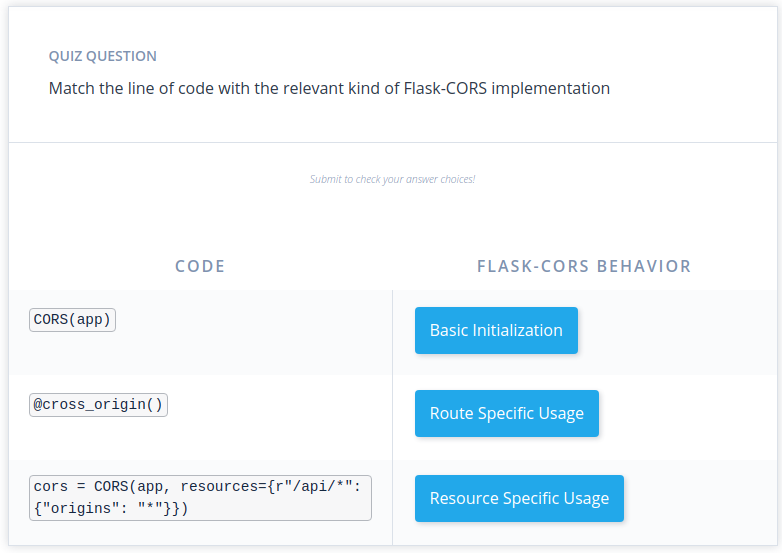 QUIZ QUESTION
Match the line of code with the relevant kind of Flask-CORS implementation
Submit to check your answer choices!
CODE
FLASK-CORS BEHAVIOR
CORS(app)
Basic Initialization
@cross_origin()
Route Specific Usage
cors = CORS(app, resources={r"/api/*":
{"origins": "*"}})
Resource Specific Usage